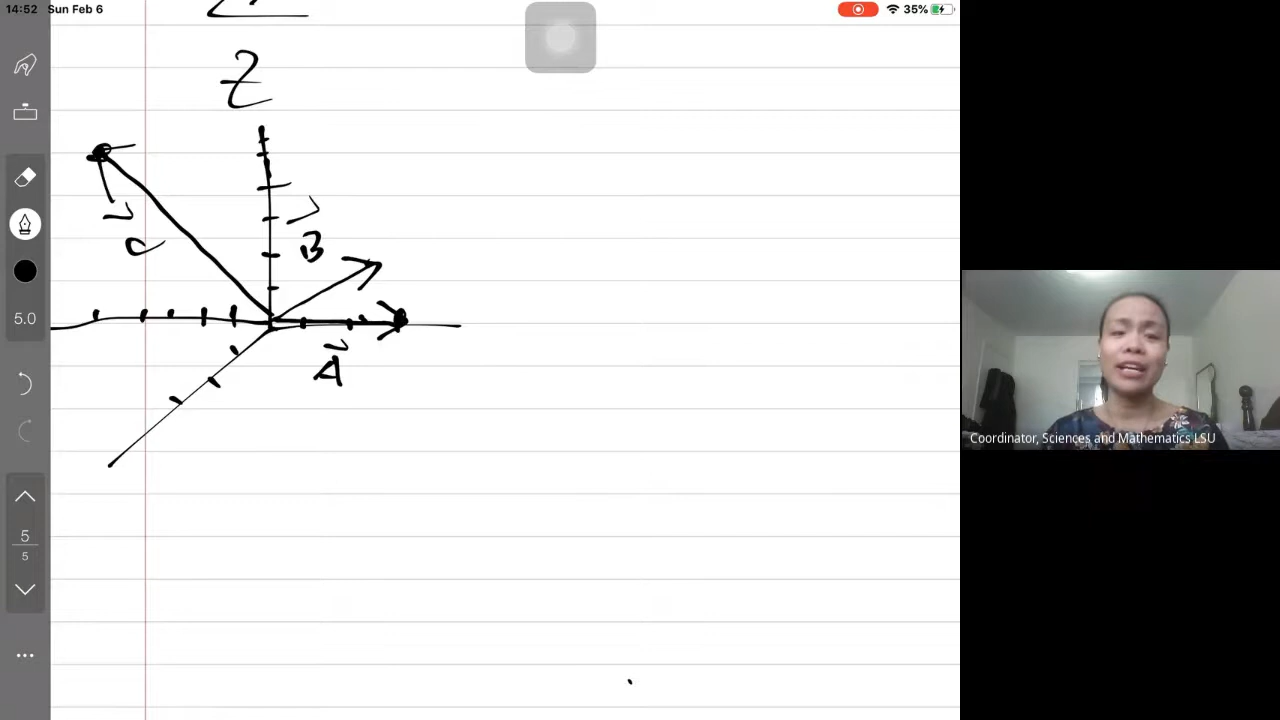 14:52 Sun Feb 6
35%
Z
B
C
A
5.0
5
5
Coordinator, Sciences and Mathematics LSU